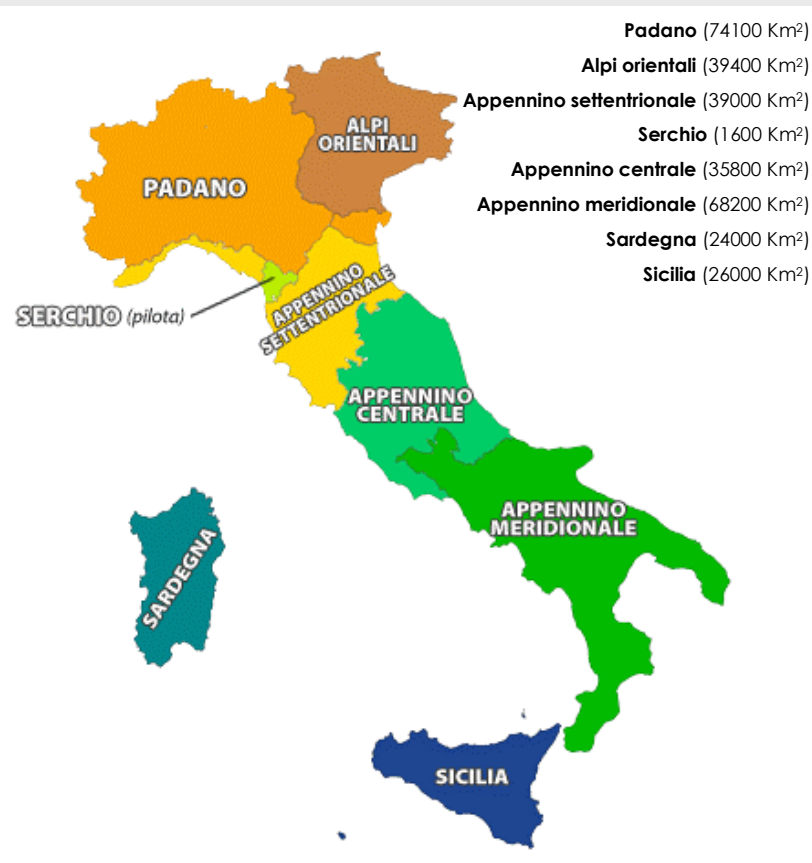 Padano (74100 Km²)
Alpi orientali (39400 Km²)
Appennino settentrionale (39000 Km²)
Serchio (1600 Km²)
Appennino centrale (35800 Km²)
Appennino meridionale (68200 Km²)
Sardegna (24000 Km²)
Sicilia (26000 Km²)
ALPI
ORIENTALI
PADANO
SERCHIO (pilota)
APPENNINO
SETTENTRIONALE
APPENNINO
CENTRALE
APPENNINO
MERIDIONALE
SARDEGNA
SICILIA